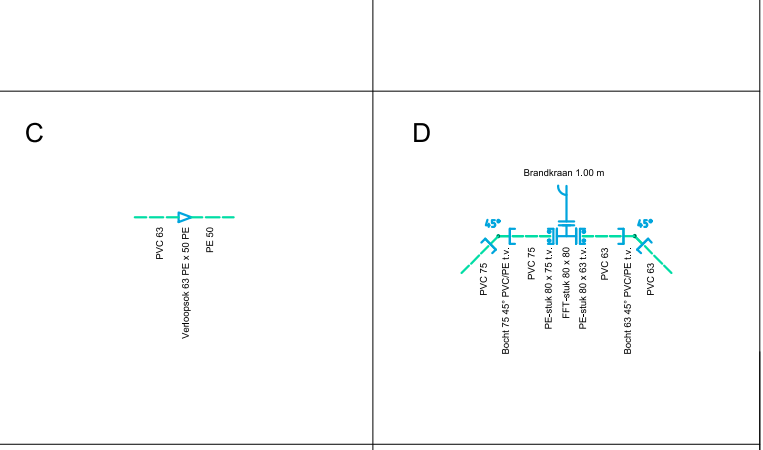 C
PVC 63
Verloopsok 63 PE x 50 PE
PE 50
D
Brandkraan 1.00 m
45°
45°
PVC 75
Bocht 75 45° PVC/PE t.v.
PVC 75
PE-stuk 80 x 75 t.v.
FFT-stuk 80 x 80
PE-stuk 80 x 63 t.v.
PVC 63
Bocht 63 45° PVC/PE t.v.
PVC 63